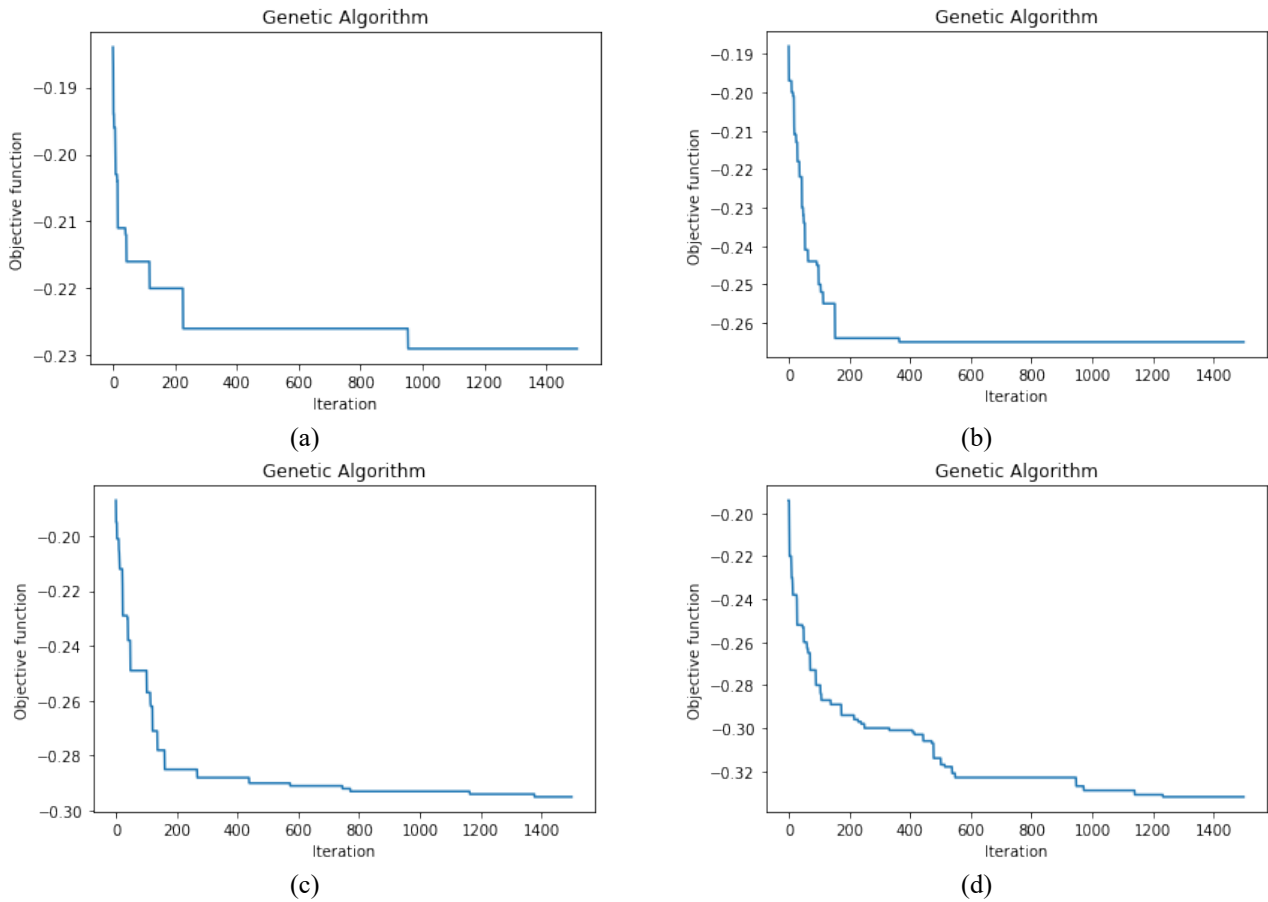 Genetic Algorithm
Objective function
−0.19
−0.20
−0.21
−0.22
−0.23
0 200 400 600 800 1000 1200 1400
Iteration
(a)
Genetic Algorithm
Objective function
−0.19
−0.20
−0.21
−0.22
−0.23
−0.24
−0.25
−0.26
0 200 400 600 800 1000 1200 1400
Iteration
(b)
Genetic Algorithm
Objective function
−0.20
−0.22
−0.24
−0.26
−0.28
−0.30
0 200 400 600 800 1000 1200 1400
Iteration
(c)
Genetic Algorithm
Objective function
−0.20
−0.22
−0.24
−0.26
−0.28
−0.30
−0.32
0 200 400 600 800 1000 1200 1400
Iteration
(d)